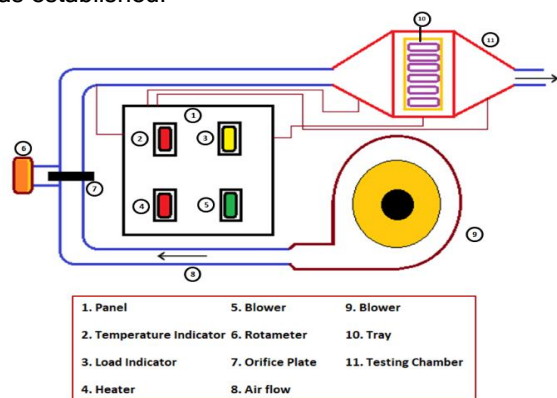 as established.
10
11
1
2
3
6
7
4
5
9
8
1. Panel 5. Blower 9. Blower
2. Temperature Indicator 6. Rotameter 10. Tray
3. Load Indicator 7. Orifice Plate 11. Testing Chamber
4. Heater 8. Air flow